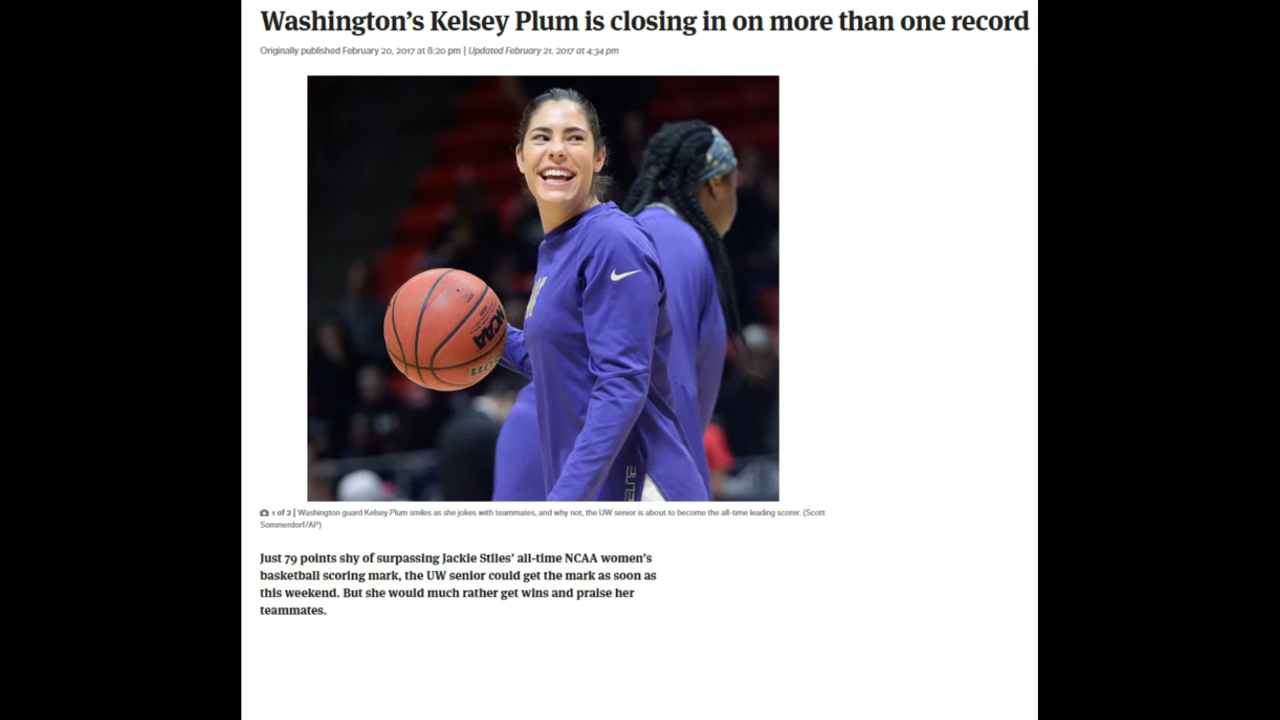 Washington’s Kelsey Plum is closing in on more than one record
Originally published February 20, 2017 at 8:20 pm | Updated February 21, 2017 at 4:34 pm
NCAA
ELITE
1 of 2 | Washington guard Kelsey Plum smiles as she jokes with teammates, and why not, the UW senior is about to become the all-time leading scorer. (Scott
Sommerdorf/AP)
Just 79 points shy of surpassing Jackie Stiles’ all-time NCAA women’s
basketball scoring mark, the UW senior could get the mark as soon as
this weekend. But she would much rather get wins and praise her
teammates.